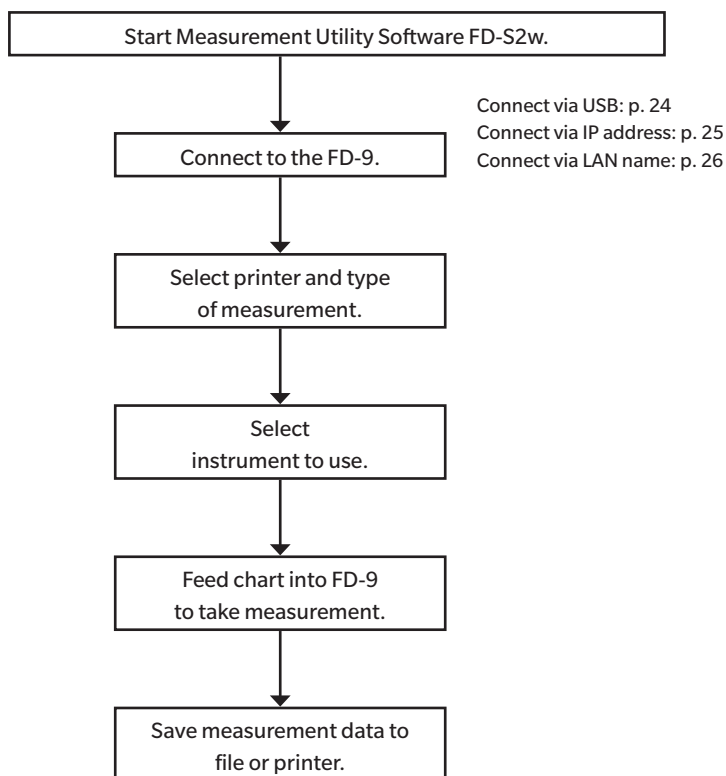 Start Measurement Utility Software FD-S2w.
Connect via USB: p. 24
Connect via IP address: p. 25
Connect via LAN name: p. 26
Connect to the FD-9.
Select printer and type
of measurement.
Select
instrument to use.
Feed chart into FD-9
to take measurement.
Save measurement data to
file or printer.